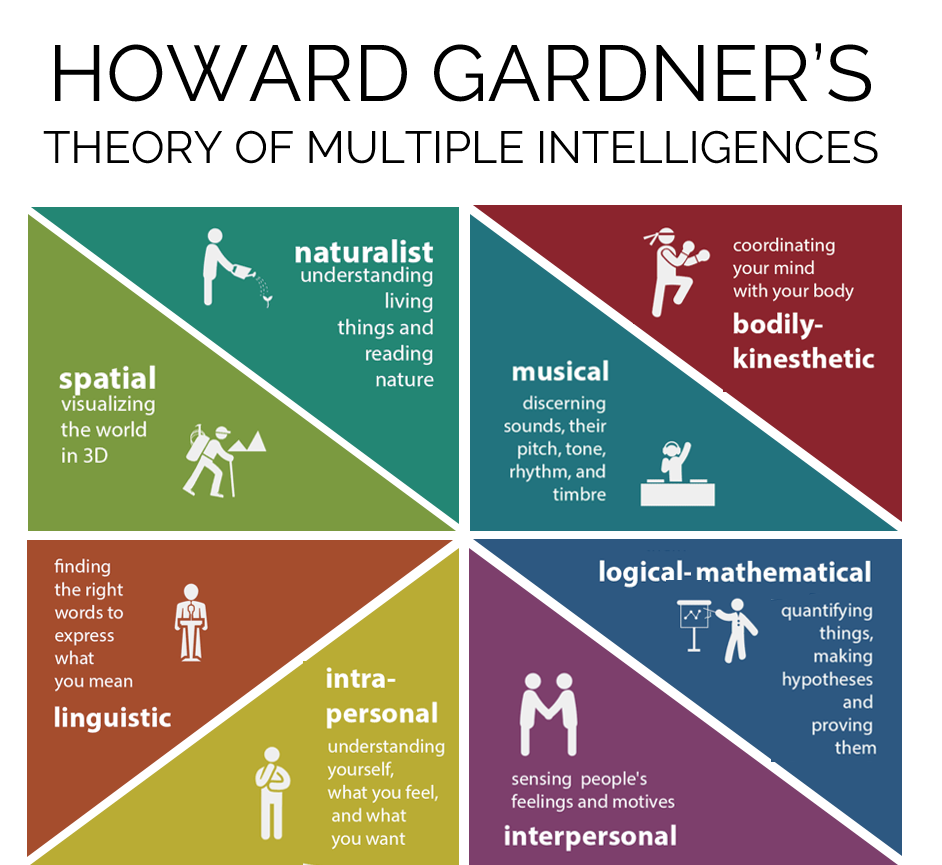 HOWARD GARDNER'S
THEORY OF MULTIPLE INTELLIGENCES
naturalist
understanding
living
things and
reading
nature
spatial
visualizing
the world
in 3D
coordinating
your mind
with your body
bodily-
kinesthetic
musical
discerning
sounds, their
pitch, tone,
rhythm, and
timbre
finding
the right
words to
express
what
you mean
linguistic
intra-
personal
understanding
yourself,
what you feel,
and what
you want
logical-mathematical
quantifying
things,
making
hypotheses
and
proving
them
sensing people's
feelings and motives
interpersonal